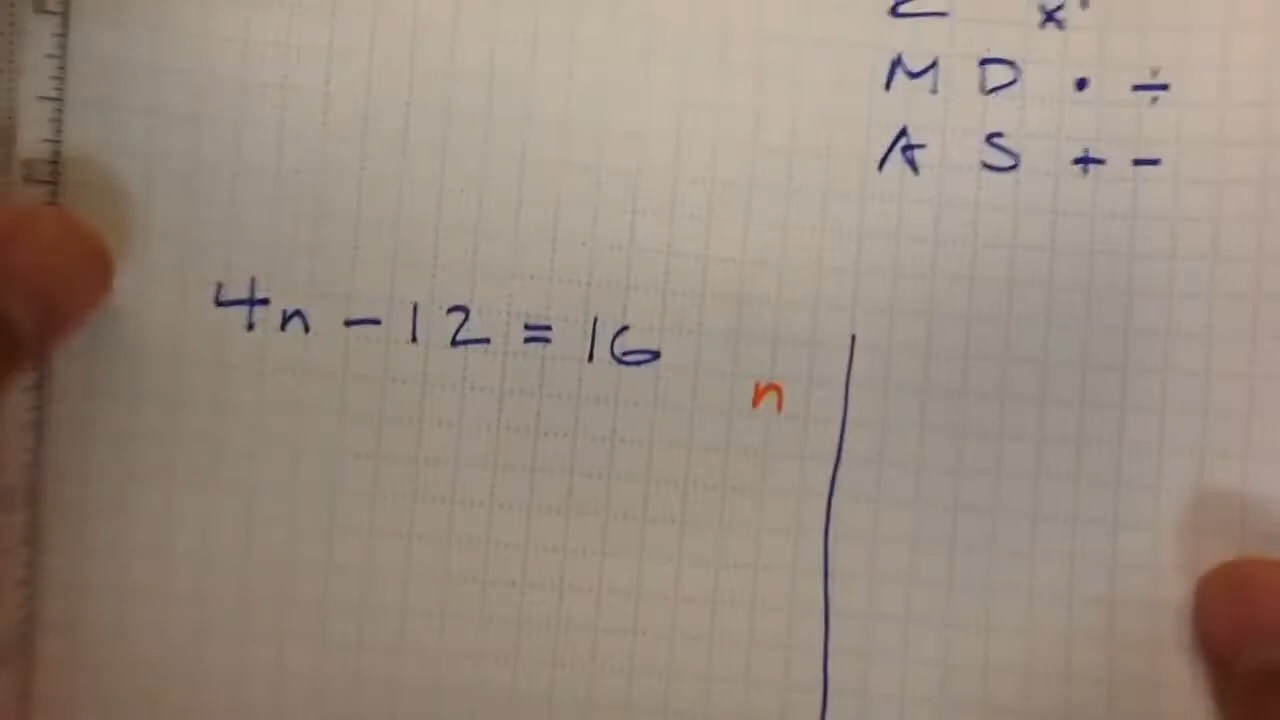 E x
M D • ÷
A S + -
4n - 12 = 16
n